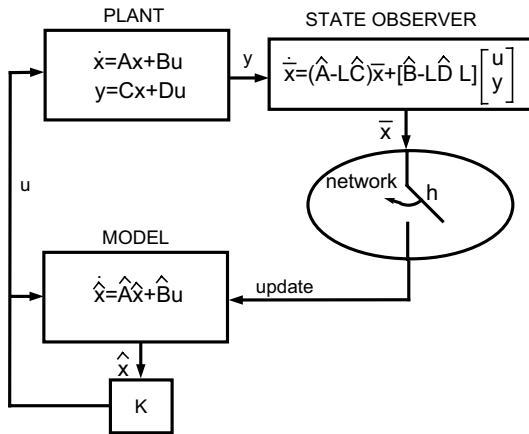 PLANT
ẋ=Ax+Bu
y=Cx+Du
y
STATE OBSERVER
x̄̇=(Â-LĈ)x̄+[B̂-LD̂ L][u
y]
x̄
network
h
u
MODEL
x̂̇=Âx̂+B̂u
update
x̂
K